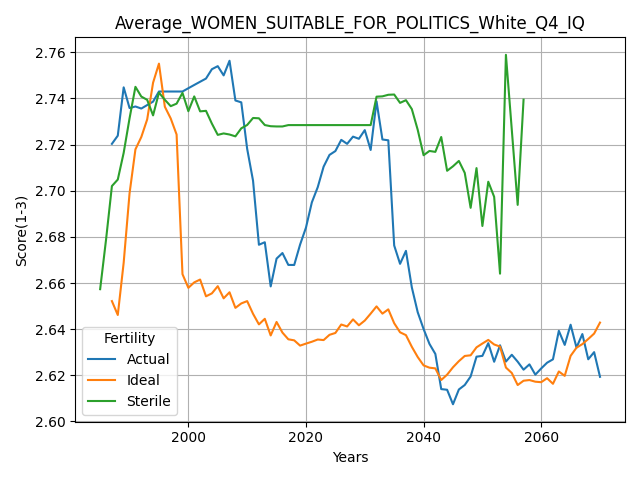 Average_WOMEN_SUITABLE_FOR_POLITICS_White_Q4_IQ
2.76
2.74
2.72
2.70
2.68
2.66
2.64
2.62
2.60
Score(1-3)
Fertility
Actual
Ideal
Sterile
2000
2020
2040
2060
Years